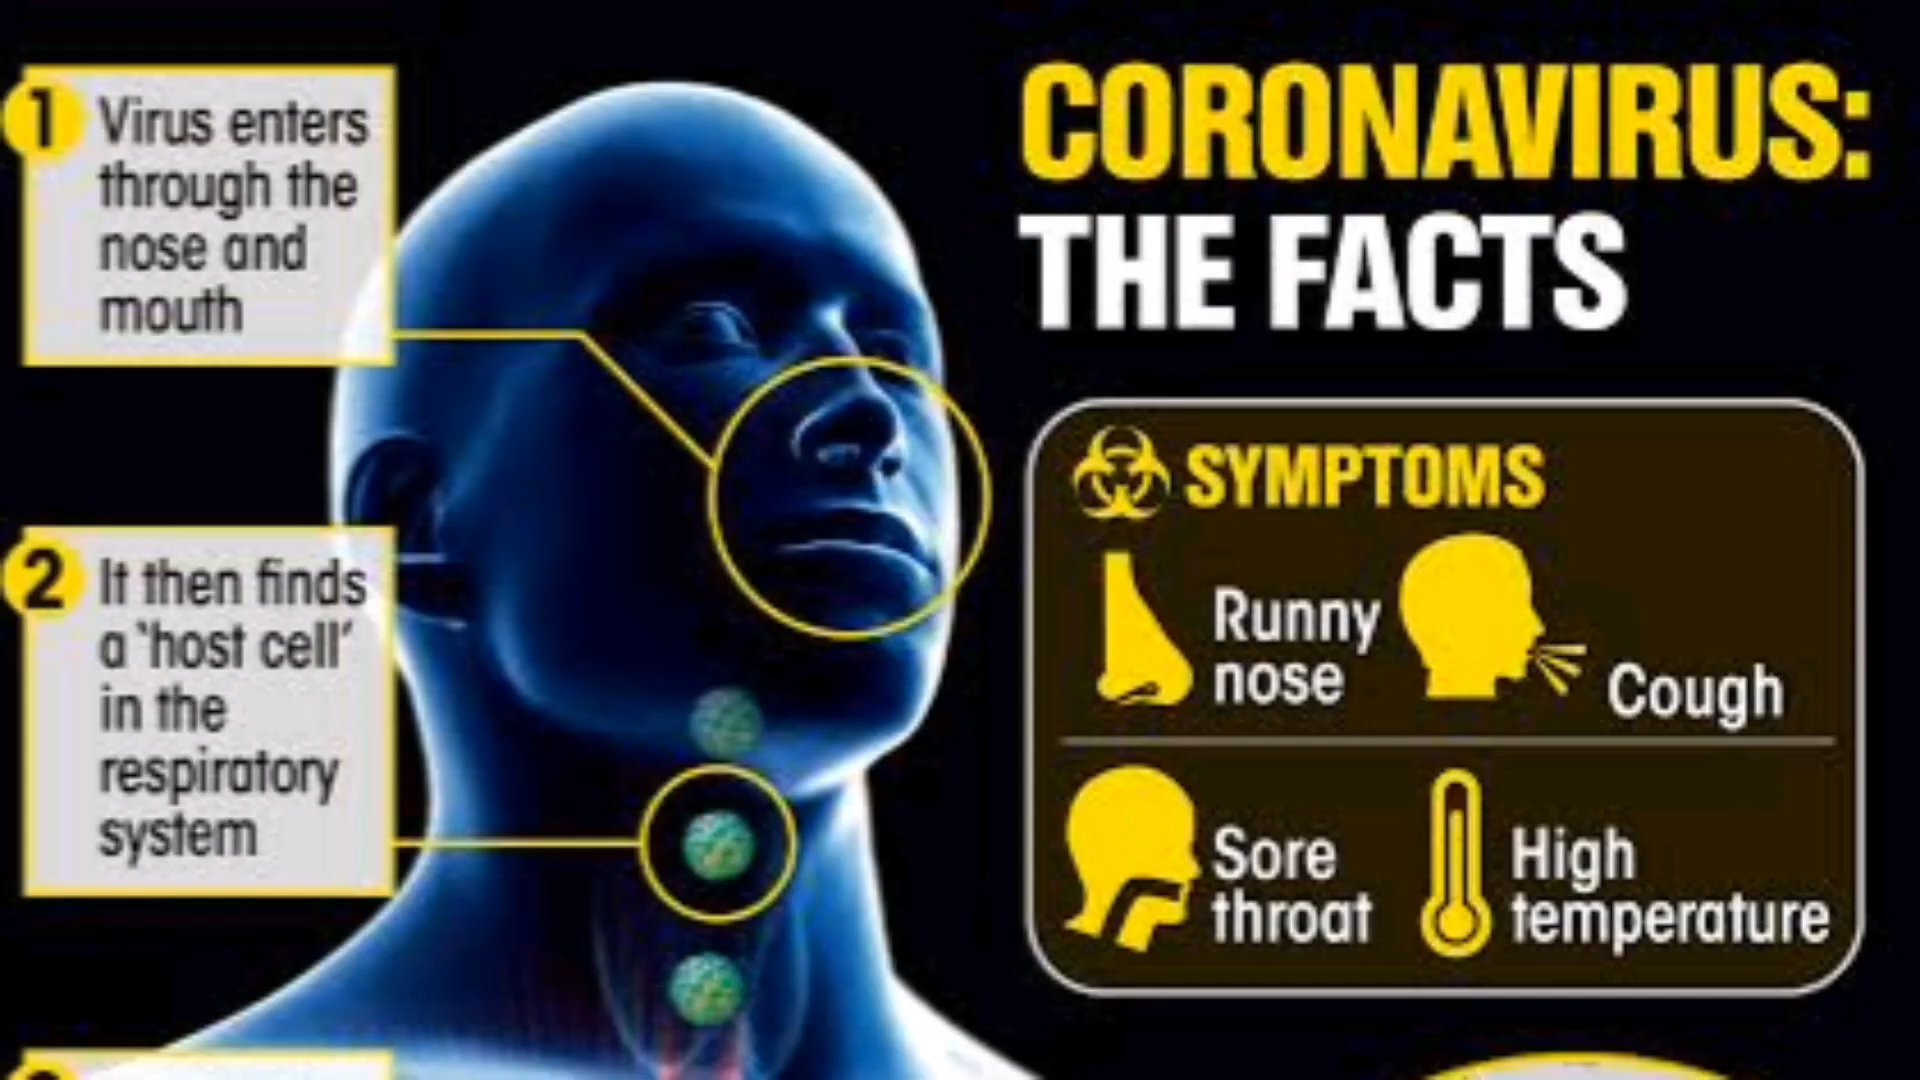 1
Virus enters
through the
nose and
mouth
2
It then finds
a ‘host cell’
in the
respiratory
system
CORONAVIRUS:
THE FACTS
SYMPTOMS
Runny
nose
Cough
Sore
throat
High
temperature